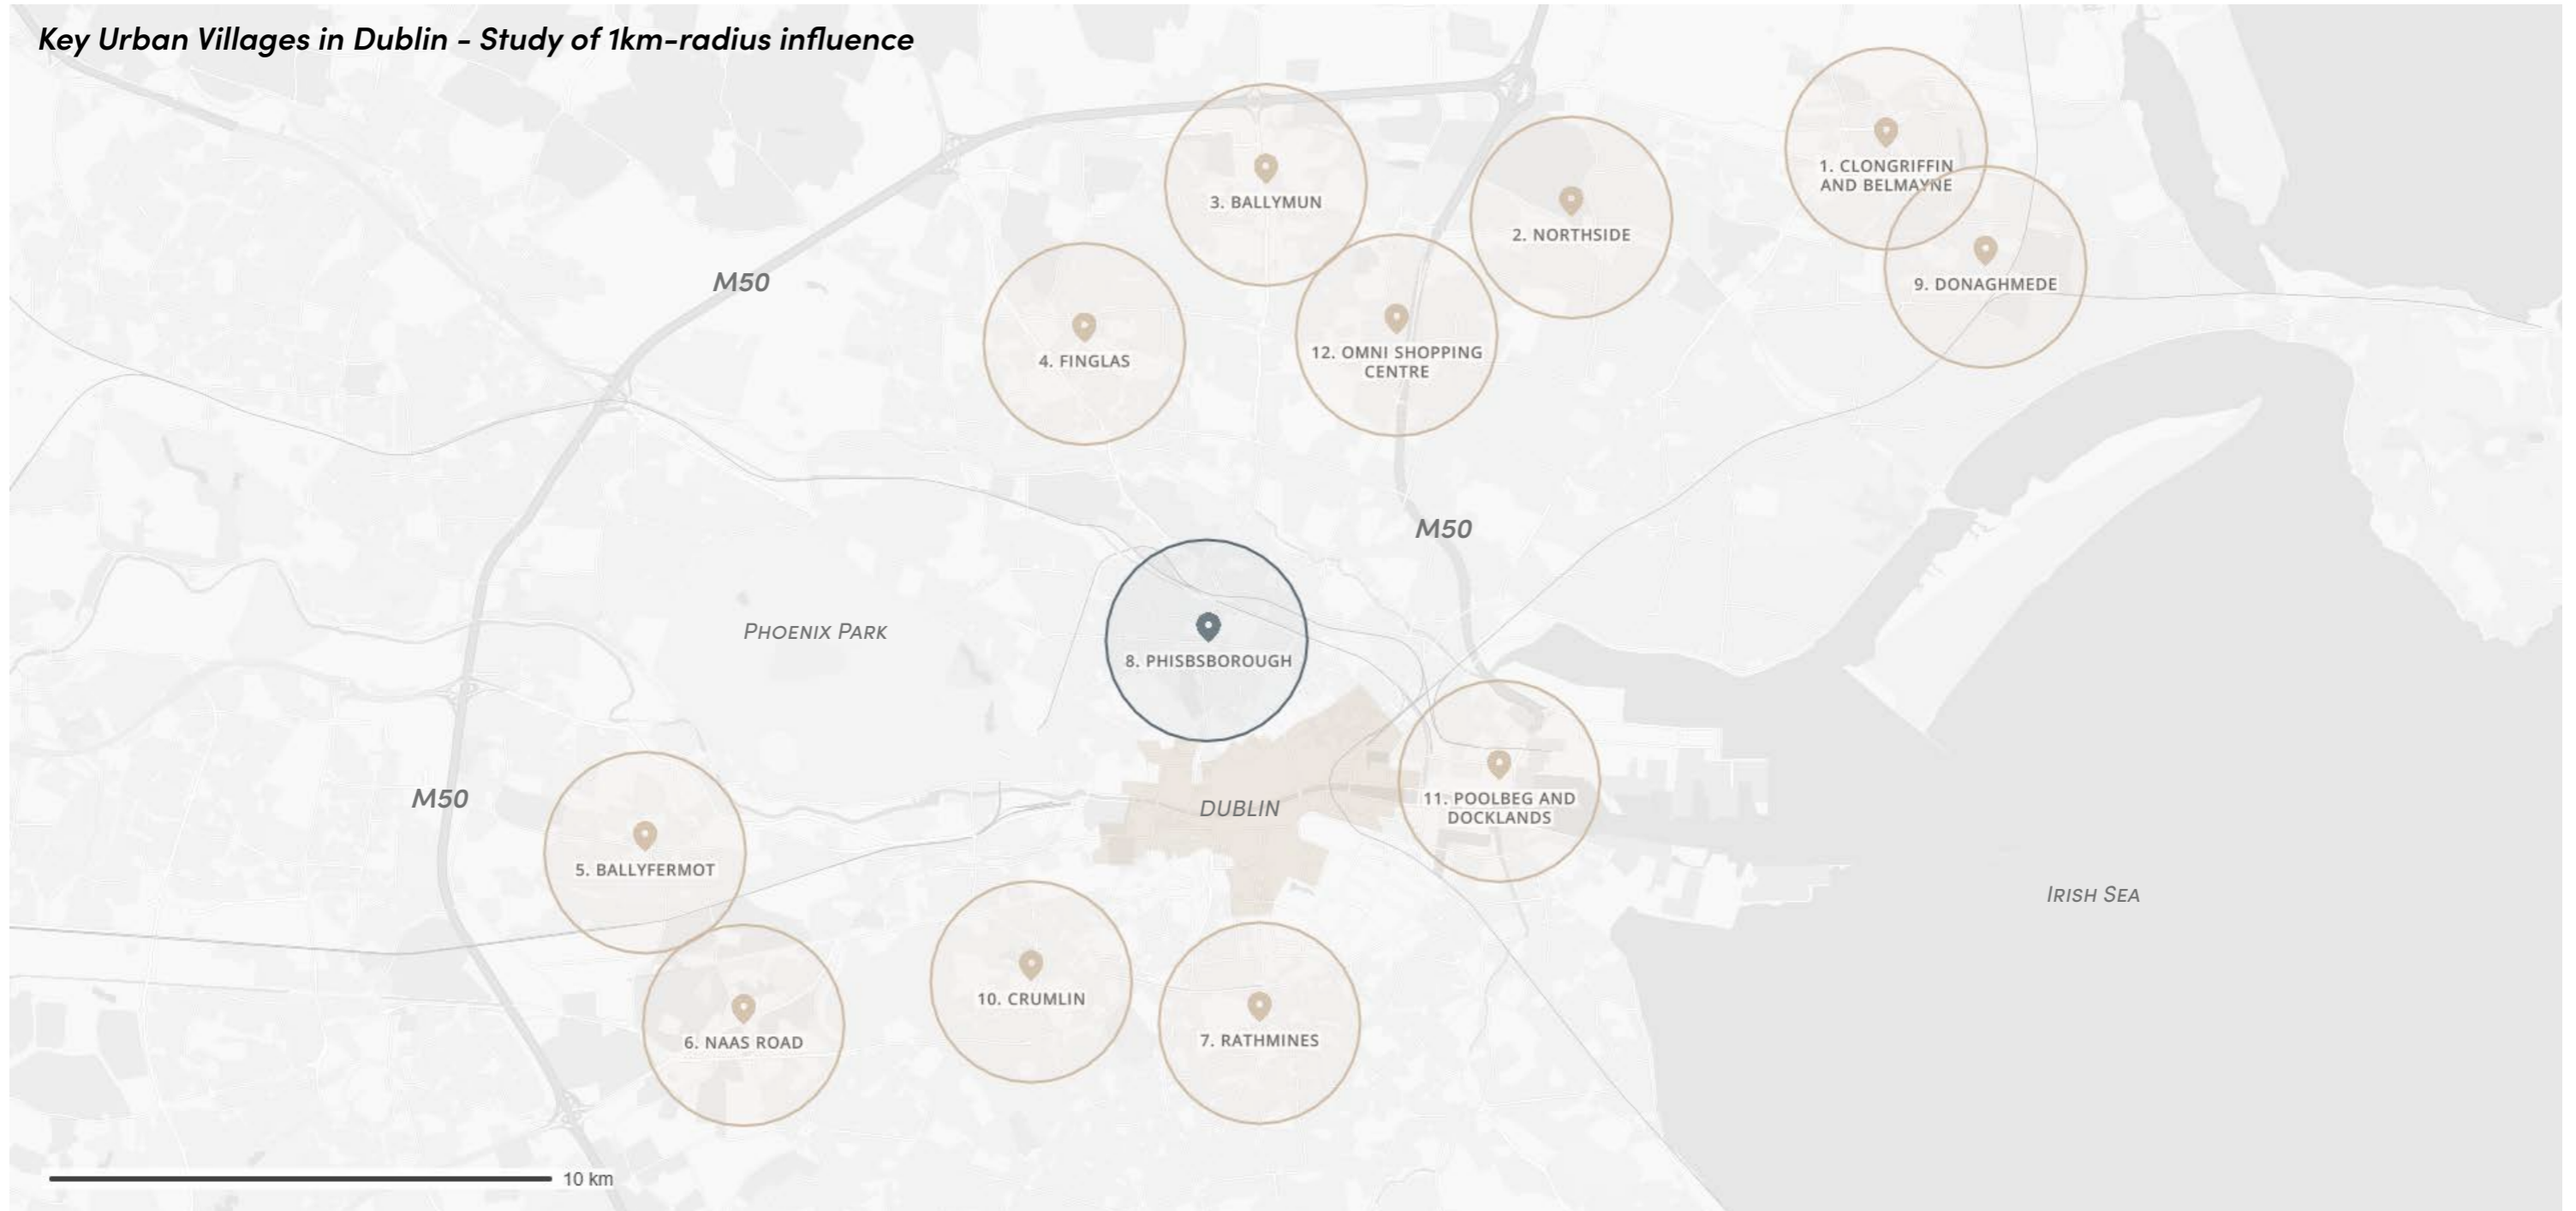 Key Urban Villages in Dublin - Study of 1km-radius influence
1. CLONGRIFFIN
AND BELMAYNE
3. BALLYMUN
2. NORTHSIDE
9. DONAGHMEDE
M50
4. FINGLAS
12. OMNI SHOPPING
CENTRE
M50
PHOENIX PARK
8. PHISBSBOROUGH
M50
DUBLIN
11. POOLBEG AND
DOCKLANDS
5. BALLYFERMOT
IRISH SEA
10. CRUMLIN
6. NAAS ROAD
7. RATHMINES
10 km